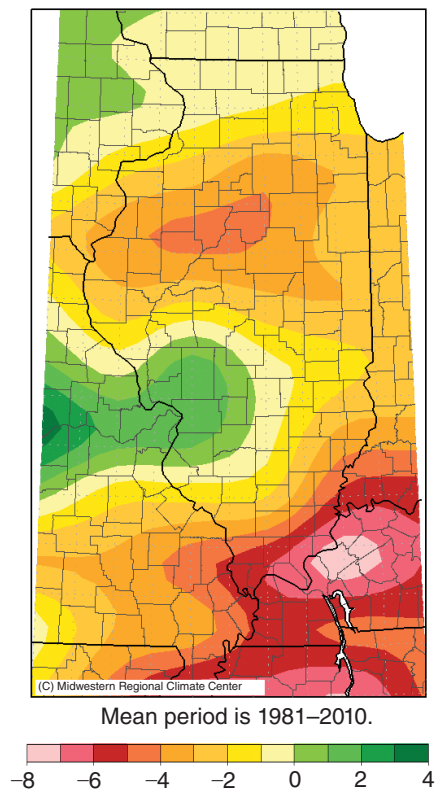 (C) Midwestern Regional Climate Center
Mean period is 1981–2010.
−8 −6 −4 −2 0 2 4